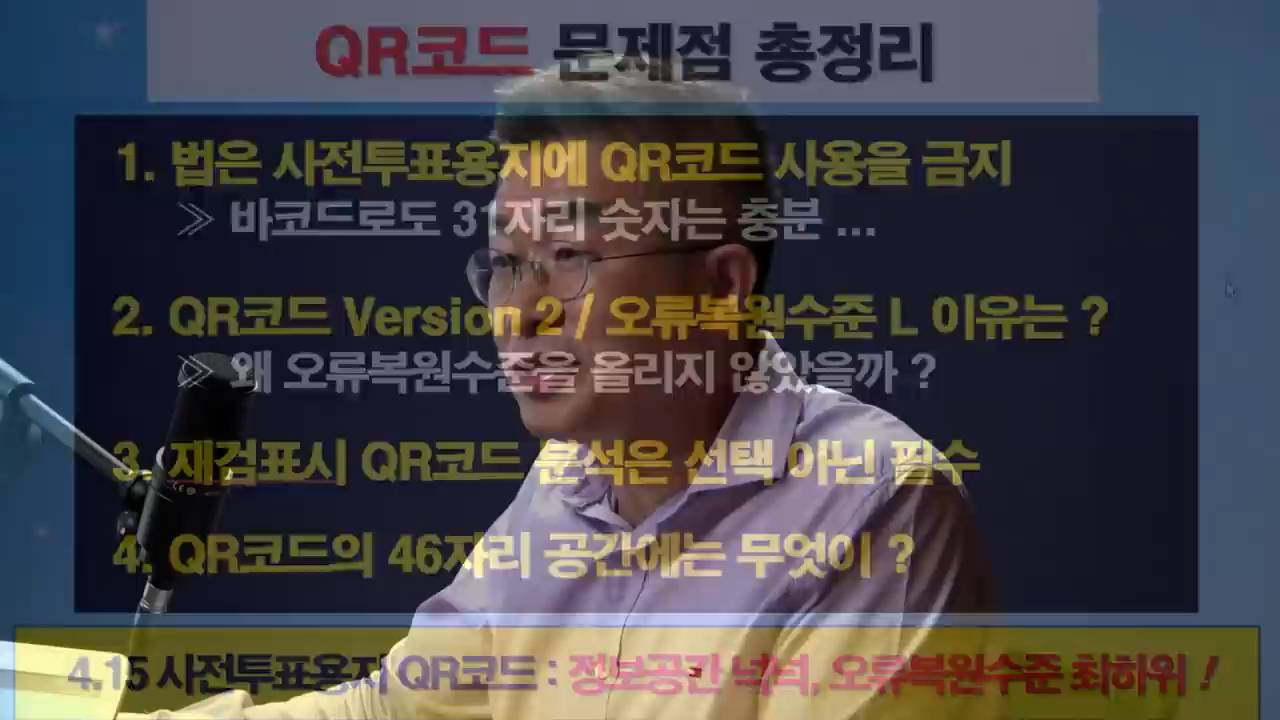 QR코드 문제점 총정리
1. 법은 사전투표용지에 QR코드 사용을 금지
≫ 바코드로도 31자리 숫자는 충분 ...
2. QR코드 Version 2 / 오류복원수준 L 이유는 ?
≫ 왜 오류복원수준을 올리지 않았을까 ?
3. 재검표시 QR코드 분석은 선택 아닌 필수
4. QR코드의 46자리 공간에는 무엇이 ?
4.15 사전투표용지 QR코드 : 정보공간 넉넉, 오류복원수준 최하위 !